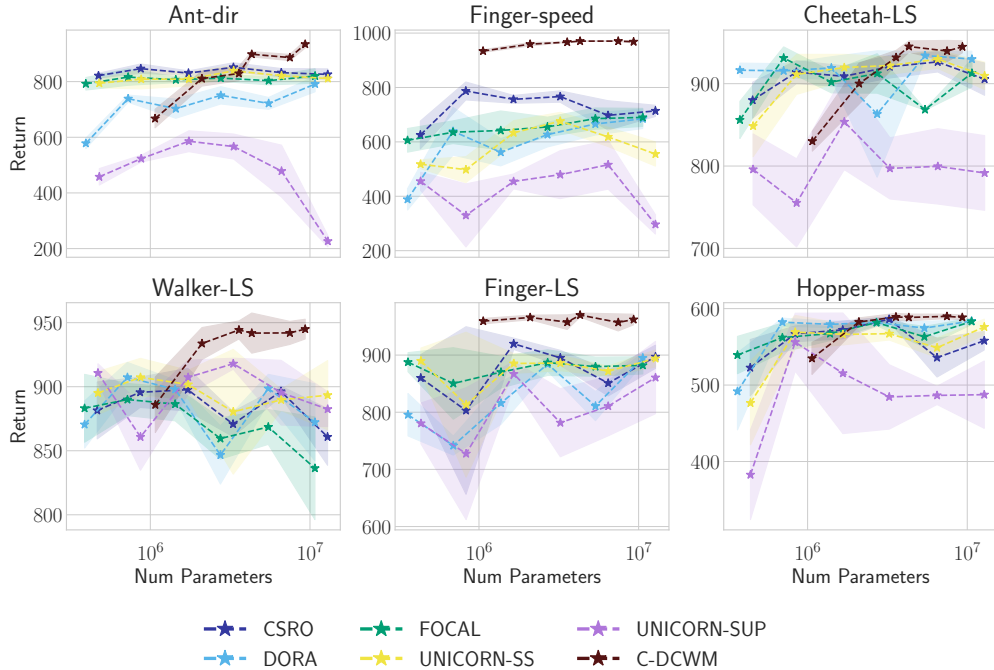 Ant-dir
Finger-speed
Cheetah-LS
Return
800
600
400
200
1000
800
600
400
200
900
800
700
Walker-LS
Finger-LS
Hopper-mass
Return
950
900
850
800
900
800
700
600
600
500
400
10^6
10^7
10^6
10^7
10^6
10^7
Num Parameters
Num Parameters
Num Parameters
CSRO
FOCAL
UNICORN-SUP
DORA
UNICORN-SS
C-DCWM